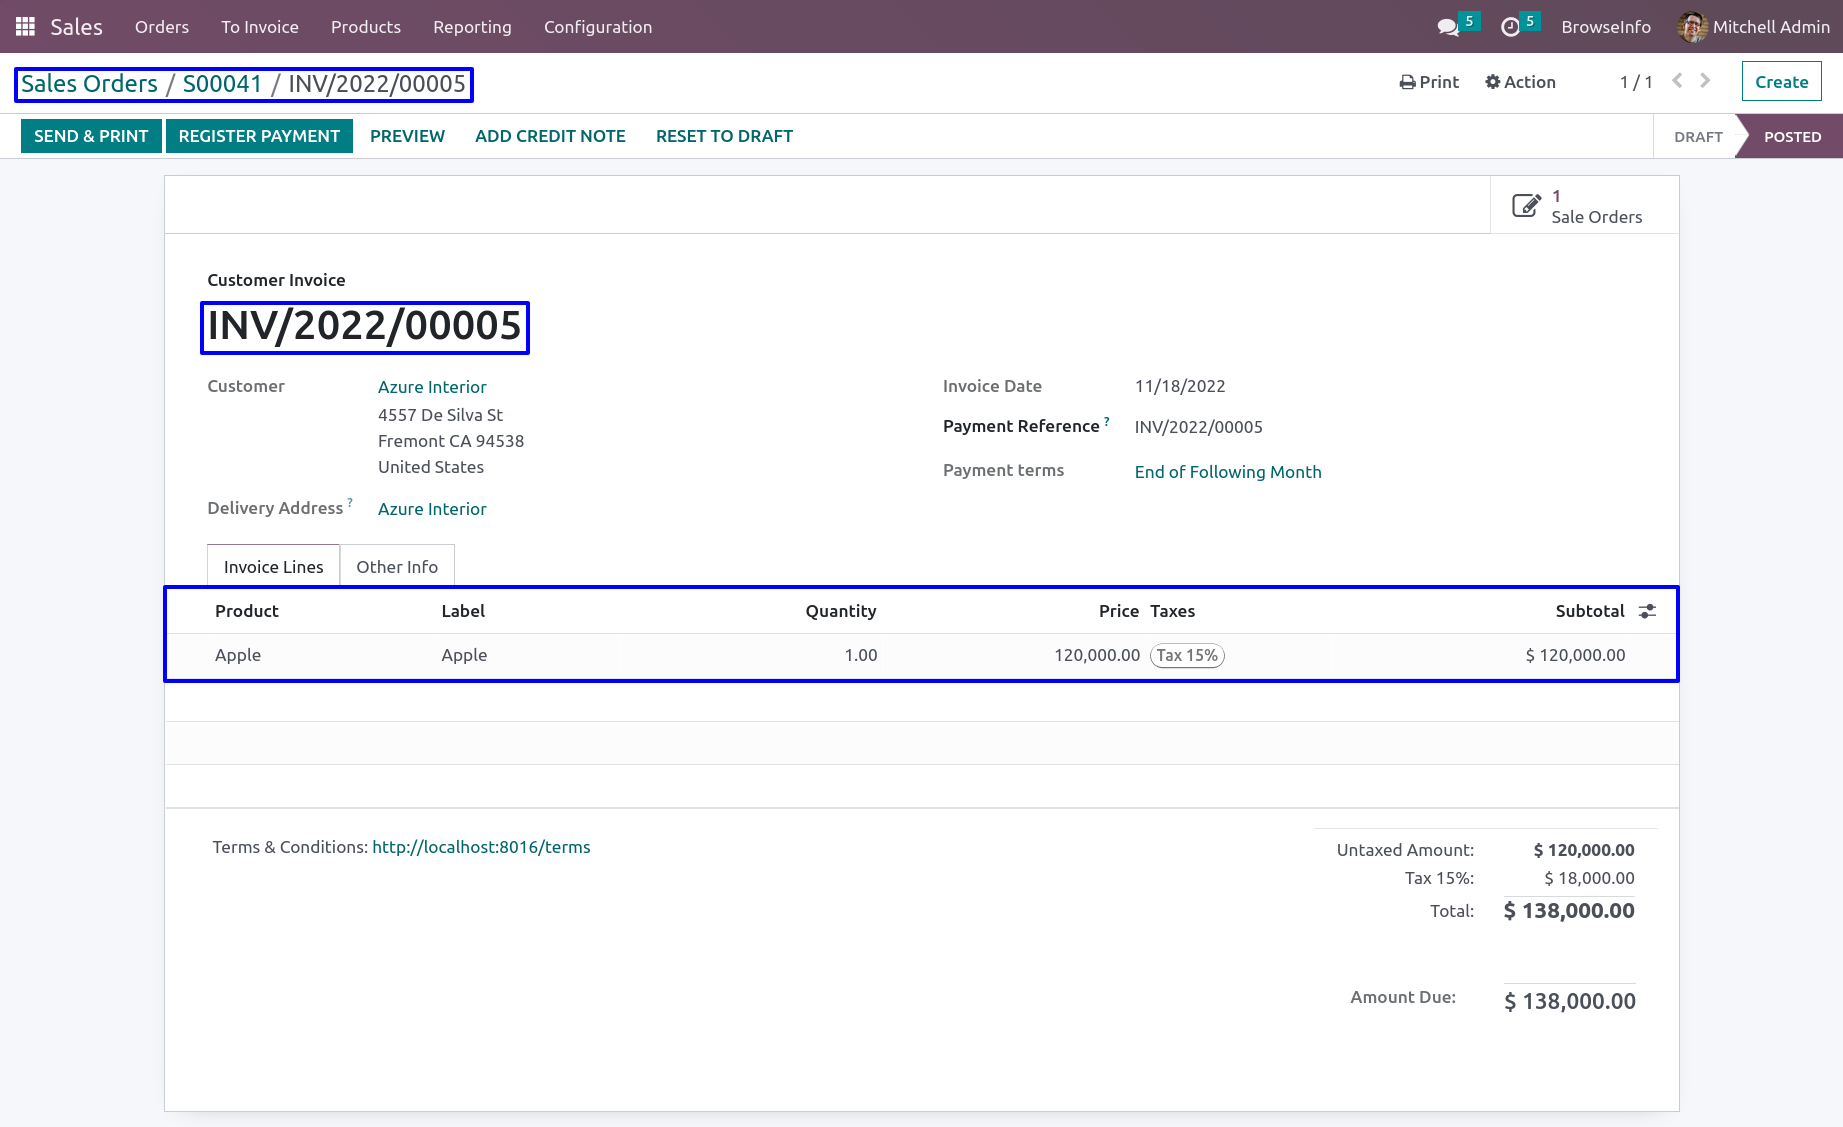 Sales Orders To Invoice Products Reporting Configuration 5 5 BrowseInfo Mitchell Admin
Sales Orders / S00041 / INV/2022/00005 Print Action 1 / 1 Create
SEND & PRINT REGISTER PAYMENT PREVIEW ADD CREDIT NOTE RESET TO DRAFT DRAFT POSTED
1
Sale Orders
Customer Invoice
INV/2022/00005
Customer Azure Interior
4557 De Silva St
Fremont CA 94538
United States
Delivery Address ? Azure Interior
Invoice Date 11/18/2022
Payment Reference ? INV/2022/00005
Payment terms End of Following Month
Invoice Lines Other Info
Product Label Quantity Price Taxes Subtotal
Apple Apple 1.00 120,000.00 Tax 15% $ 120,000.00
Terms & Conditions: http://localhost:8016/terms
Untaxed Amount: $ 120,000.00
Tax 15%: $ 18,000.00
Total: $ 138,000.00
Amount Due: $ 138,000.00